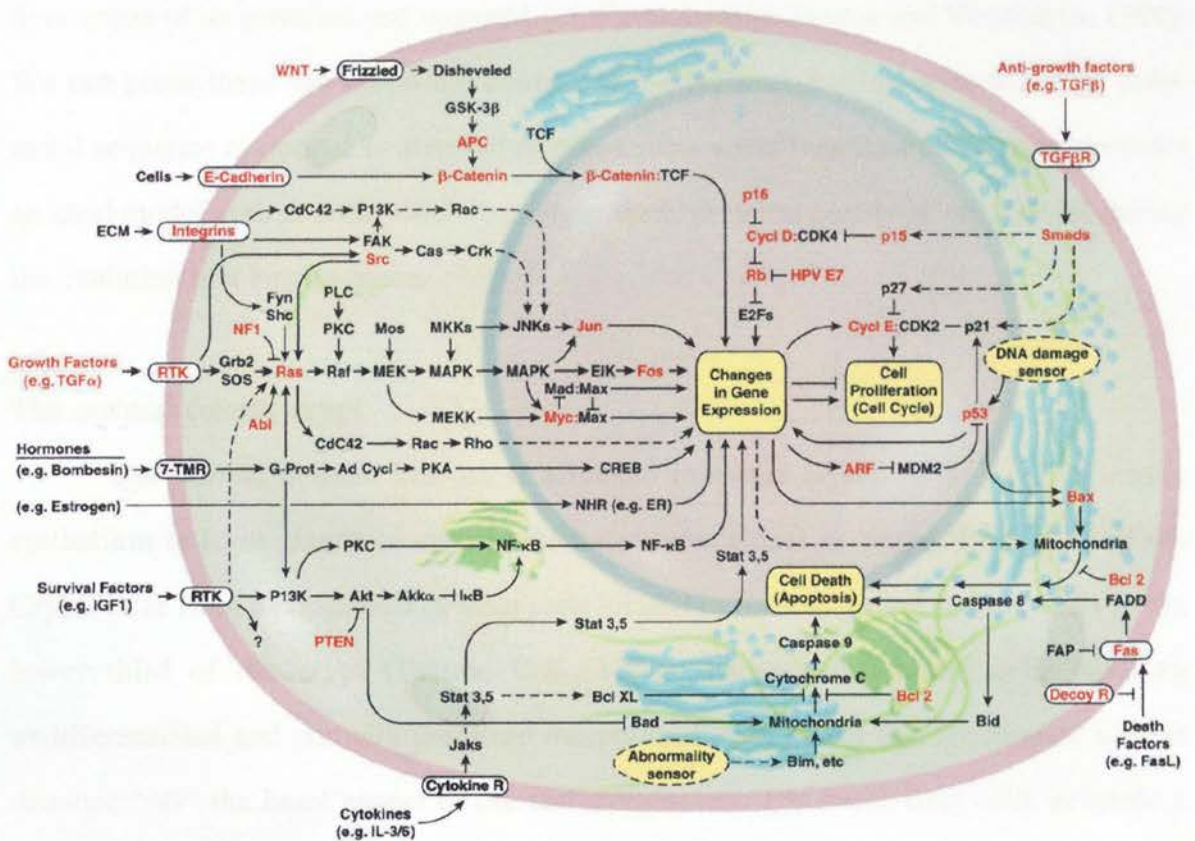 WNT Frizzled Disheveled
GSK-3β
APC
TCF
Anti-growth factors
(e.g.TGFβ)
TGFβR
Cells E-Cadherin β-Catenin β-Catenin:TCF
p16
CdC42 P13K Rac
ECM Integrins
FAK
Src Cas Crk
Cycl D:CDK4 p15 Smads
Rb HPV E7
Fyn
Shc
PLC
p27
E2Fs
NF1
PKC Mos MKKs JNKs Jun
Cycl E:CDK2 p21
Growth Factors
(e.g. TGFα)
RTK
Grb2
SOS
Ras Raf MEK MAPK MAPK ElK Fos
Mad:Max
Changes
in Gene
Expression
Cell
Proliferation
(Cell Cycle)
DNA damage
sensor
Abl
MEKK Myc:Max
p53
CdC42 Rac Rho
Hormones
(e.g. Bombesin) 7-TMR G-Prot Ad Cycl PKA CREB
ARF MDM2
(e.g. Estrogen) NHR (e.g. ER)
Bax
PKC NF-κB NF-κB Stat 3,5 Mitochondria
Survival Factors
(e.g. IGF1)
RTK P13K Akt Akkα IκB
Cell Death
(Apoptosis)
Bcl 2
Caspase 8 FADD
? PTEN
Stat 3,5
Caspase 9
FAP Fas
Cytochrome C
Stat 3,5 Bcl XL Bcl 2 Decoy R
Bad Mitochondria Bid
Death
Factors
(e.g. FasL)
Jaks
Abnormality
sensor
Bim, etc
Cytokine R
Cytokines
(e.g. IL-3/6)